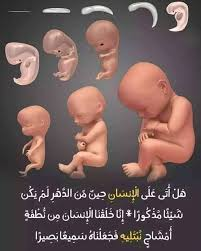 هَلْ أَتَىٰ عَلَى الْإِنسَانِ حِينٌ مِّنَ الدَّهْرِ لَمْ يَكُن
شَيْئًا مَّذْكُورًا * إِنَّا خَلَقْنَا الْإِنسَانَ مِن نُّطْفَةٍ
أَمْشَاجٍ نَّبْتَلِيهِ فَجَعَلْنَاهُ سَمِيعًا بَصِيرًا